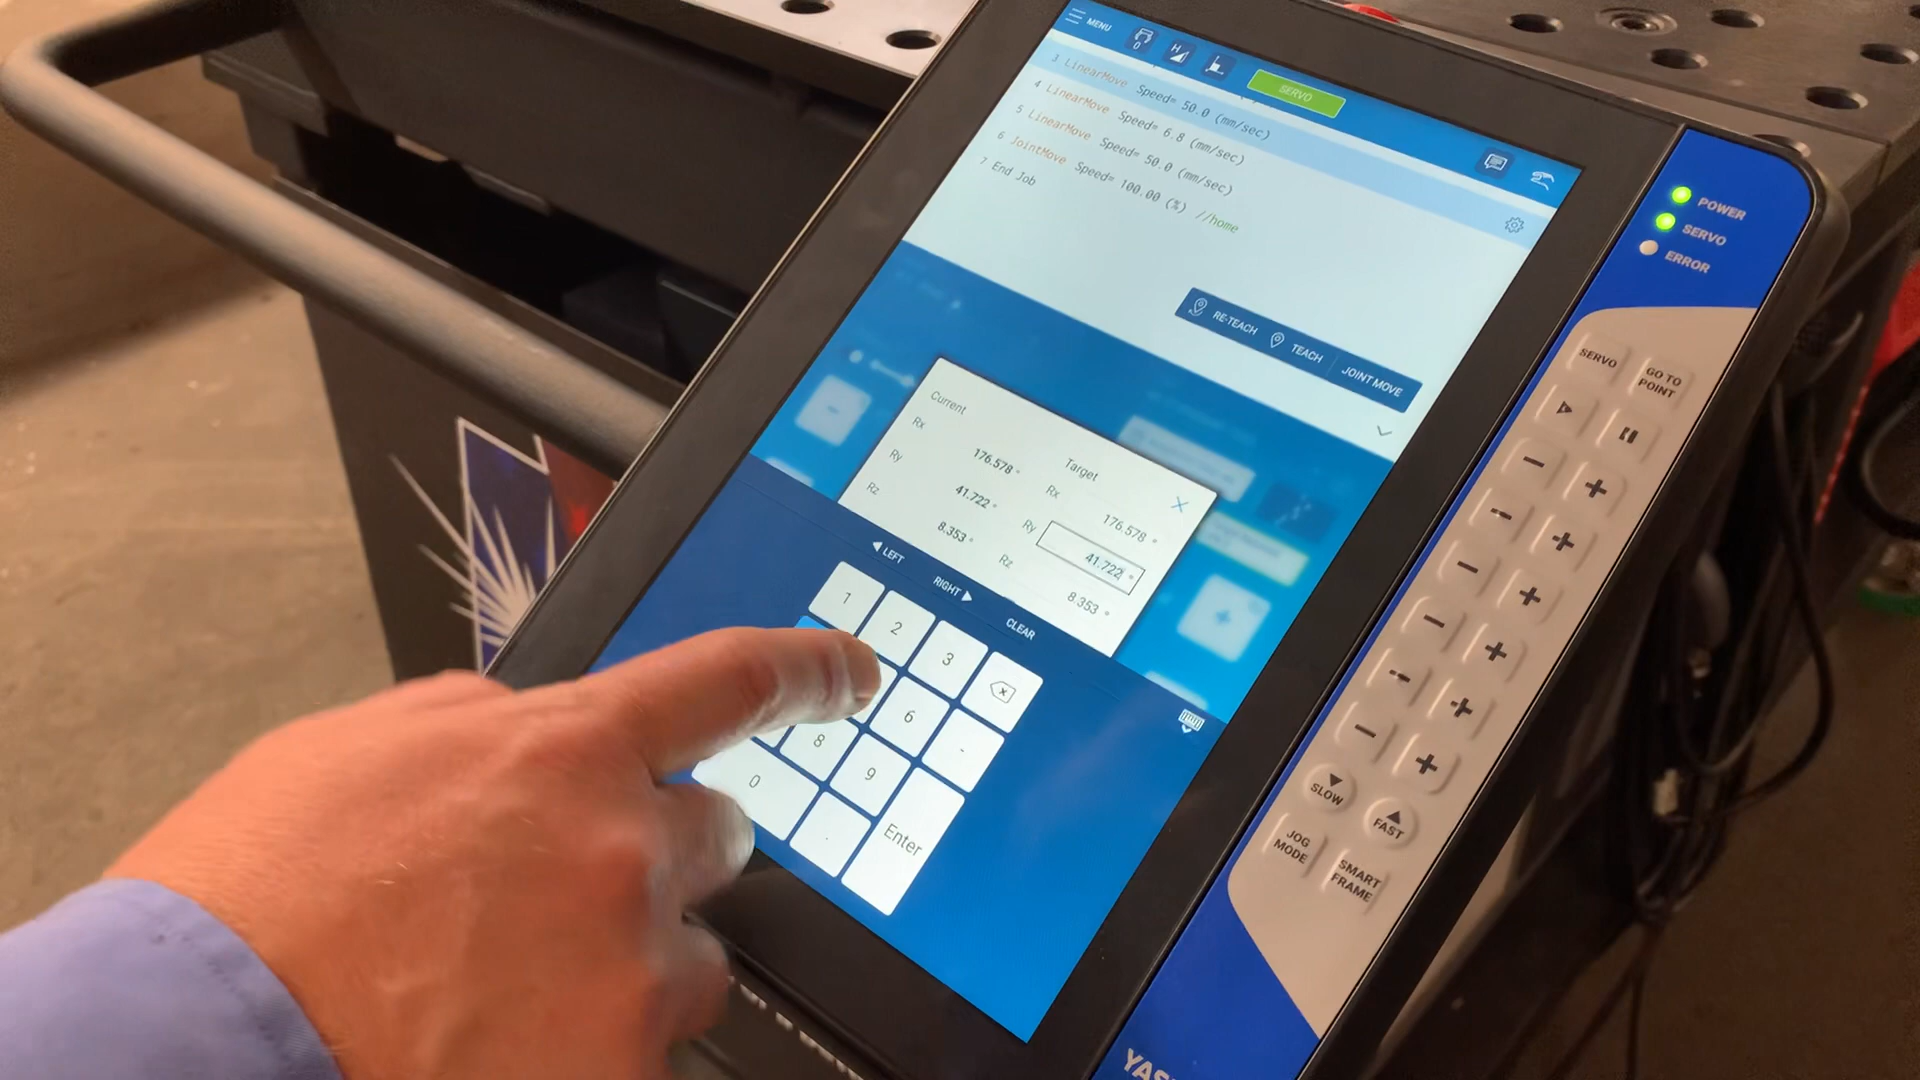 MENU
0
H
SERVO
3 LinearMove Speed= 50.0 (mm/sec)
4 LinearMove Speed= 6.8 (mm/sec)
5 LinearMove Speed= 50.0 (mm/sec)
6 JointMove Speed= 100.00 (%) //home
7 End Job
RE-TEACH TEACH JOINT MOVE
Current
Rx 176.578 °
Ry 41.722 °
Rz 8.353 °
Target
Rx 176.578 °
Ry 41.722 °
Rz 8.353 °
LEFT RIGHT CLEAR
1 2 3
6 -
8 9
0 . Enter
POWER
SERVO
ERROR
SERVO GO TO POINT
- +
- +
- +
- +
- +
- +
SLOW FAST
JOG MODE SMART FRAME